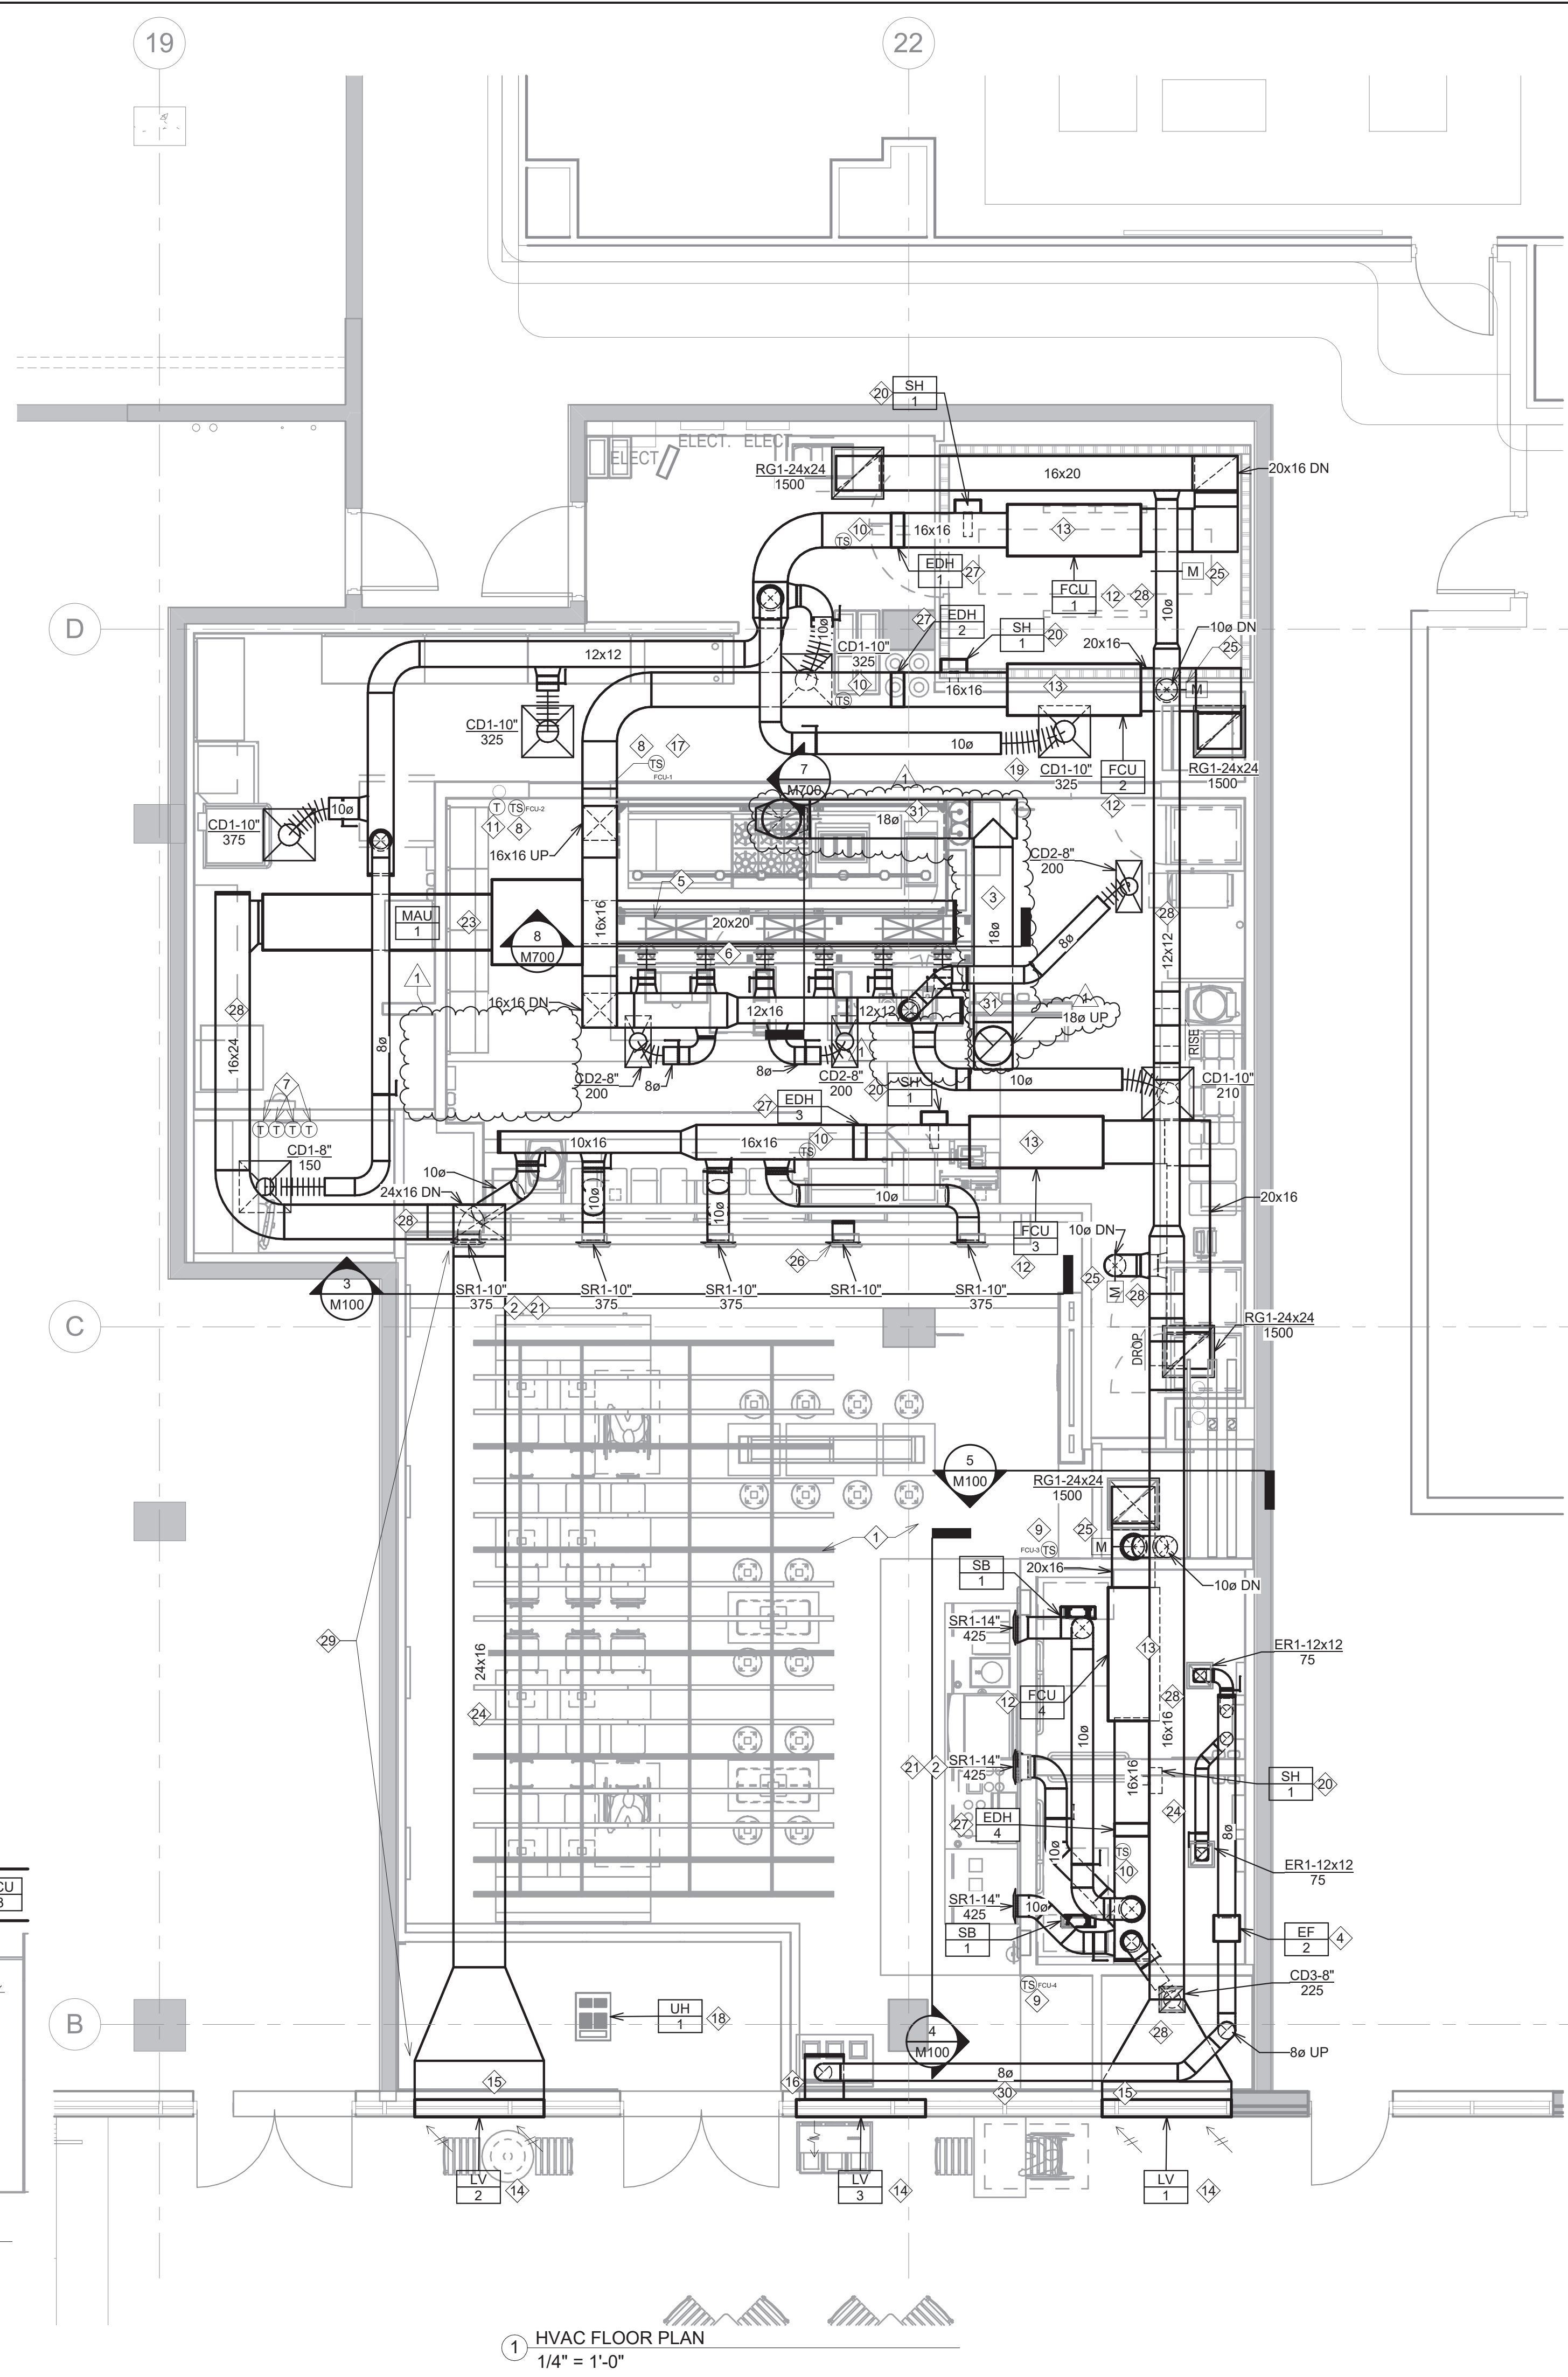 19
22
SH
1
20
ELECT.
ELECT.
ELECT
RG1-24x24
1500
16x20
20x16 DN
10
16x16
13
TS
EDH
1
27
M
25
FCU
1
12
28
10ø
D
27
EDH
2
SH
1
20
10ø DN
10ø
CD1-10"
325
20x16
25
12x12
10
16x16
13
M
TS
CD1-10"
325
8
17
10ø
TS
FCU-1
7
M700
1
19
CD1-10"
325
FCU
2
12
RG1-24x24
1500
10ø
CD1-10"
375
T
TS
FCU-2
11
8
18ø
31
16x16 UP
CD2-8"
200
5
3
MAU
1
23
16x16
20x20
28
8
M700
6
18ø
8ø
12x12
1
28
16x16 DN
12x16
12x12
31
1
18ø UP
16x24
8ø
RISE
CD2-8"
200
8ø
8ø
CD2-8"
200
1
10ø
CD1-10"
210
7
20
SH
1
27
EDH
3
T T T T
CD1-8"
150
10x16
16x16
10
TS
13
10ø
24x16 DN
10ø
10ø
10ø
20x16
28
FCU
3
10ø DN
26
12
25
M
28
3
M100
SR1-10"
375
SR1-10"
375
SR1-10"
375
SR1-10"
SR1-10"
375
2
21
C
RG1-24x24
1500
DROP
5
M100
RG1-24x24
1500
1
9
25
FCU-3
TS
M
SB
1
20x16
10ø DN
SR1-14"
425
29
13
ER1-12x12
75
24x16
12
FCU
4
28
24
10ø
16x16
21
2
SR1-14"
425
16x16
SH
1
20
24
27
EDH
4
8ø
TS
10
10ø
ER1-12x12
75
SR1-14"
425
10ø
SB
1
EF
2
4
CD3-8"
225
TS
FCU-4
9
B
UH
1
18
4
M100
28
8ø UP
15
16
8ø
30
15
LV
2
14
LV
3
14
LV
1
14
1
HVAC FLOOR PLAN
1/4" = 1'-0"